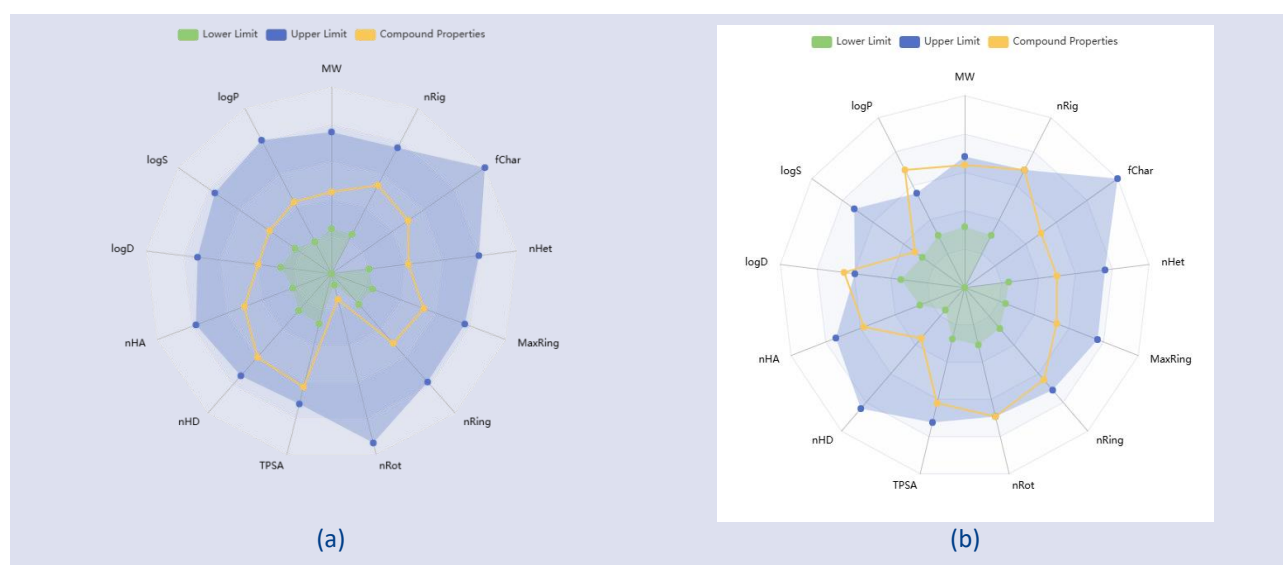 Lower Limit Upper Limit Compound Properties
MW
logP
nRig
logS
fChar
logD
nHet
nHA
MaxRing
nHD
nRing
TPSA
nRot
(a)
Lower Limit Upper Limit Compound Properties
MW
logP
nRig
logS
fChar
logD
nHet
nHA
MaxRing
nHD
nRing
TPSA
nRot
(b)